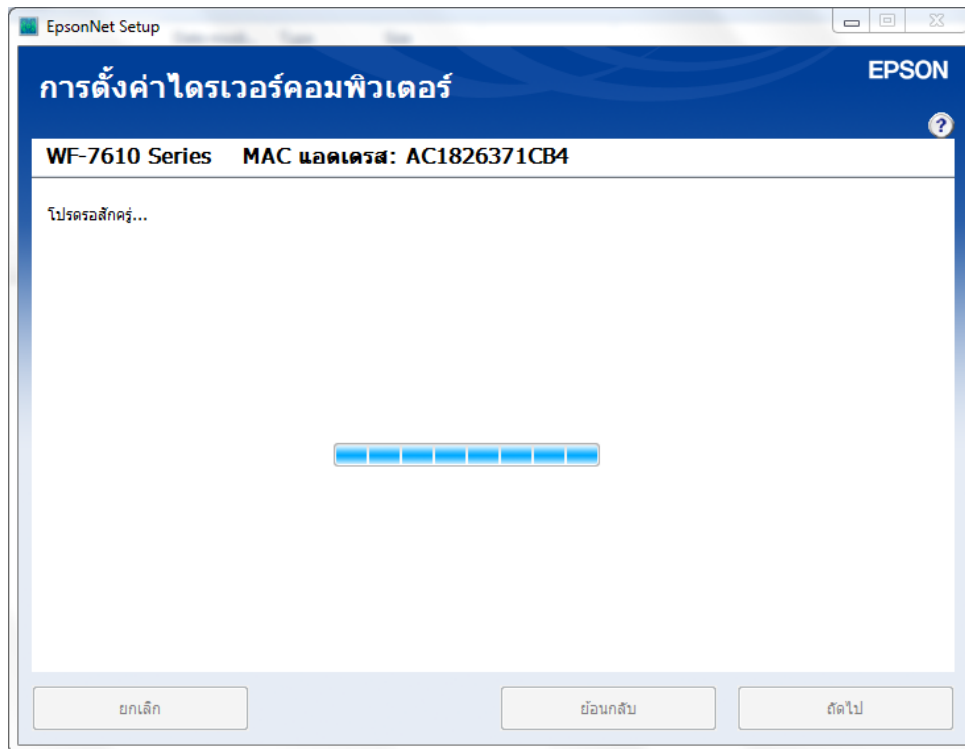 EpsonNet Setup
การตั้งค่าไดรเวอร์คอมพิวเตอร์
EPSON
?
WF-7610 Series MAC แอดเดรส: AC1826371CB4
โปรดรอสักครู่...
ยกเลิก
ย้อนกลับ
ถัดไป